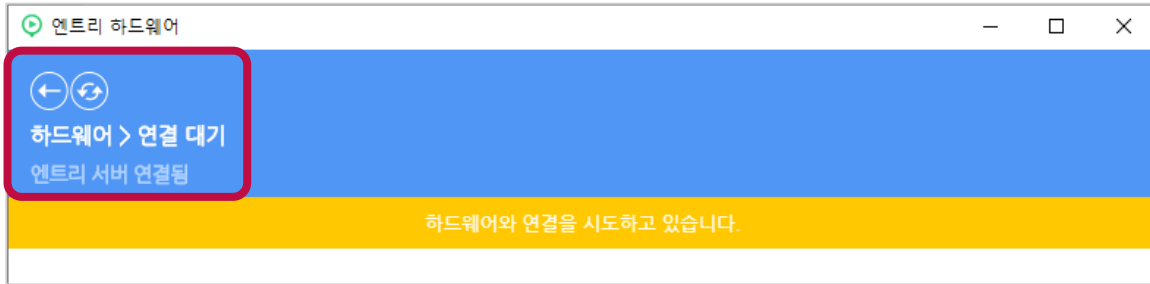 엔트리 하드웨어
하드웨어 > 연결 대기
엔트리 서버 연결됨
하드웨어와 연결을 시도하고 있습니다.